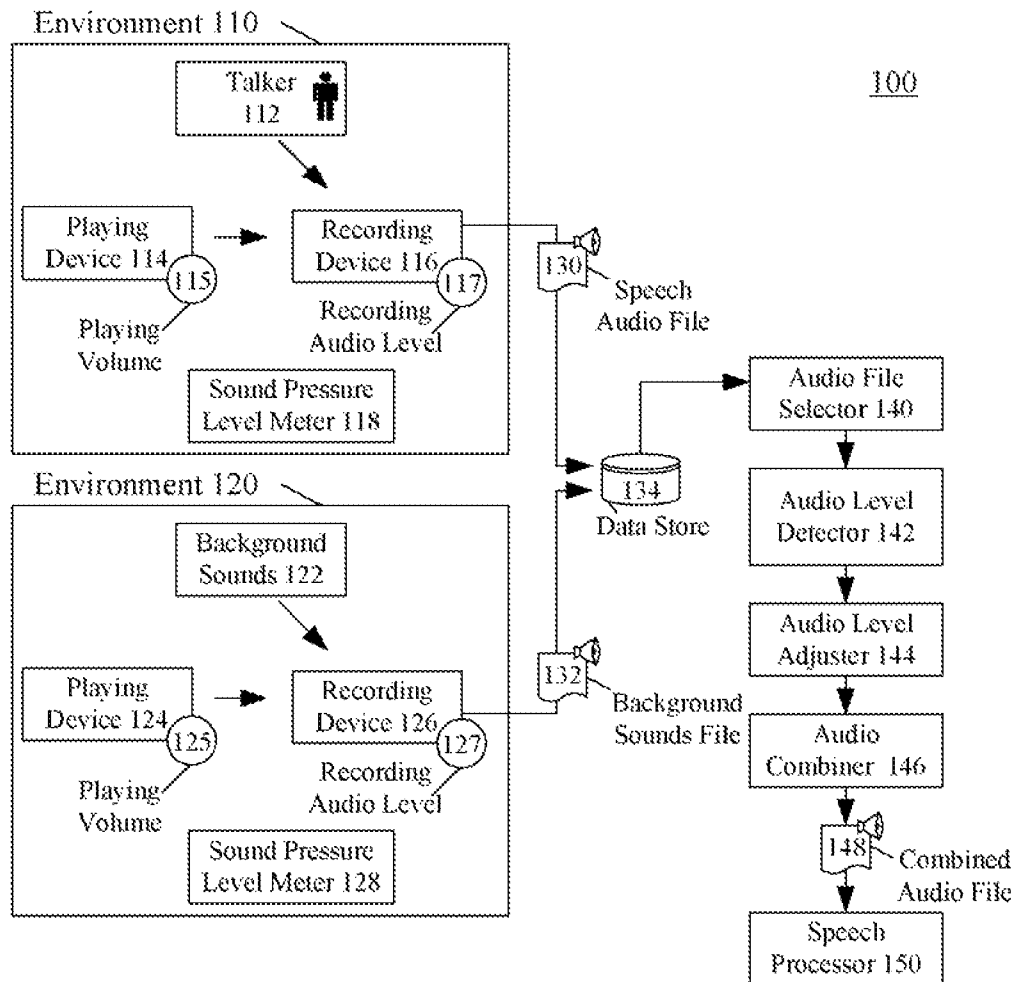 Environment 110
100
Talker
112
Playing
Device 114
115
Playing
Volume
Recording
Device 116
117
Recording
Audio Level
Sound Pressure
Level Meter 118
130
Speech
Audio File
Environment 120
Background
Sounds 122
Playing
Device 124
125
Playing
Volume
Recording
Device 126
127
Recording
Audio Level
Sound Pressure
Level Meter 128
132
Background
Sounds File
134
Data Store
Audio File
Selector 140
Audio Level
Detector 142
Audio Level
Adjuster 144
Audio
Combiner 146
148
Combined
Audio File
Speech
Processor 150